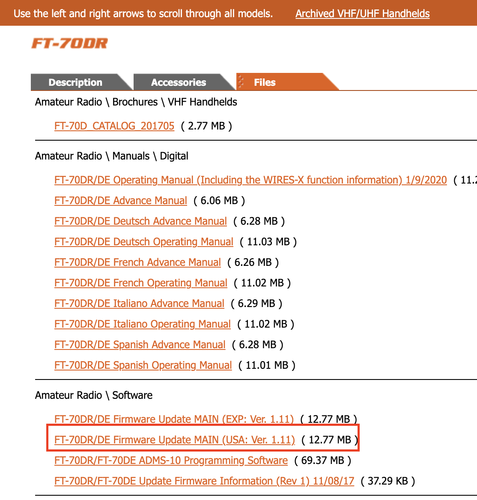 Use the left and right arrows to scroll through all models. Archived VHF/UHF Handhelds
FT-70DR
Description Accessories Files
Amateur Radio \ Brochures \ VHF Handhelds
FT-70D_CATALOG_201705 ( 2.77 MB )
Amateur Radio \ Manuals \ Digital
FT-70DR/DE Operating Manual (Including the WIRES-X function information) 1/9/2020 ( 11.2
FT-70DR/DE Advance Manual ( 6.06 MB )
FT-70DR/DE Deutsch Advance Manual ( 6.28 MB )
FT-70DR/DE Deutsch Operating Manual ( 11.03 MB )
FT-70DR/DE French Advance Manual ( 6.26 MB )
FT-70DR/DE French Operating Manual ( 11.02 MB )
FT-70DR/DE Italiano Advance Manual ( 6.29 MB )
FT-70DR/DE Italiano Operating Manual ( 11.02 MB )
FT-70DR/DE Spanish Advance Manual ( 6.28 MB )
FT-70DR/DE Spanish Operating Manual ( 11.01 MB )
Amateur Radio \ Software
FT-70DR/DE Firmware Update MAIN (EXP: Ver. 1.11) ( 12.77 MB )
FT-70DR/DE Firmware Update MAIN (USA: Ver. 1.11) ( 12.77 MB )
FT-70DR/FT-70DE ADMS-10 Programming Software ( 69.37 MB )
FT-70DR/FT-70DE Update Firmware Information (Rev 1) 11/08/17 ( 37.29 KB )